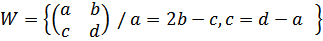 W = {(a b
c d) / a = 2b − c, c = d − a }